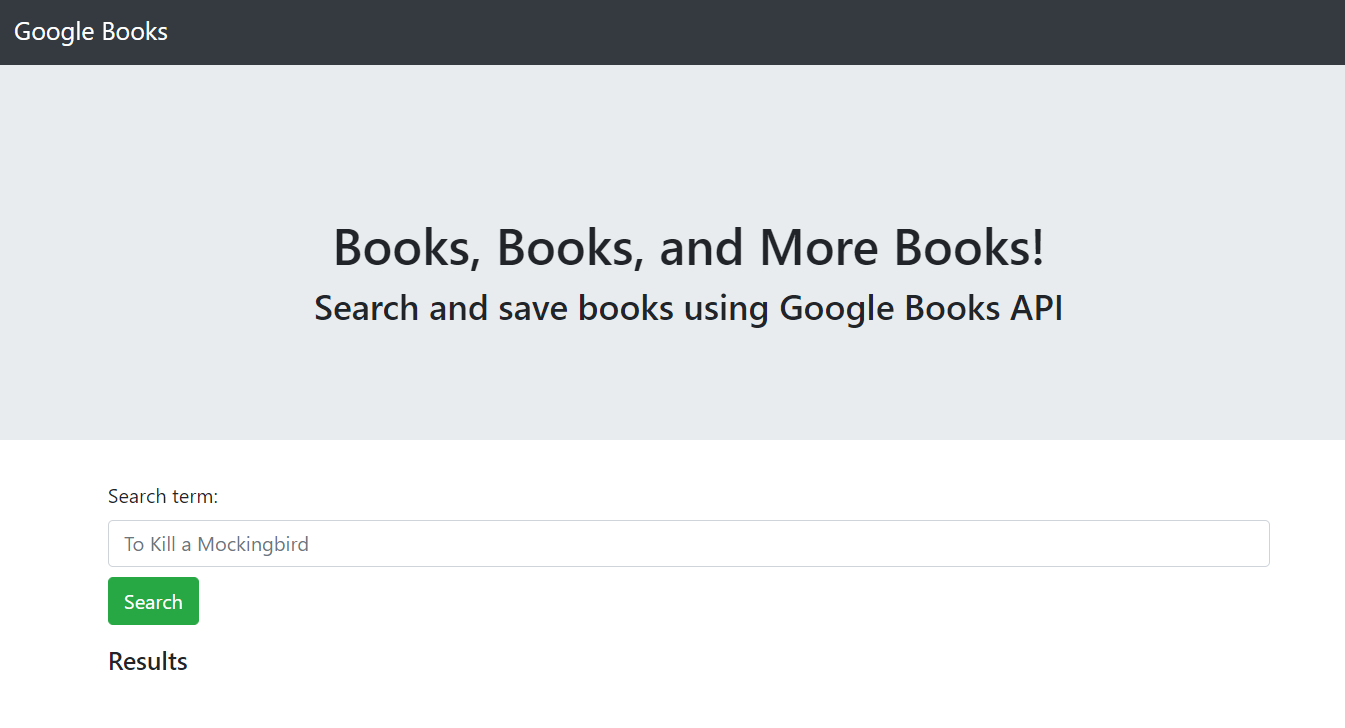 Google Books
Books, Books, and More Books!
Search and save books using Google Books API
Search term:
To Kill a Mockingbird
Search
Results